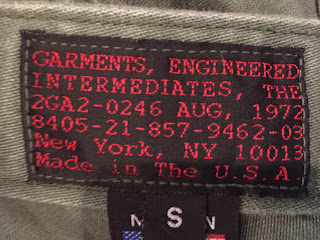 GARMENTS, ENGINEERED
INTERMEDIATES, THE
2GA2-0246 AUG, 1972
8405-21-857-9462-03
New York, NY 10013
Made in The U.S.A
S